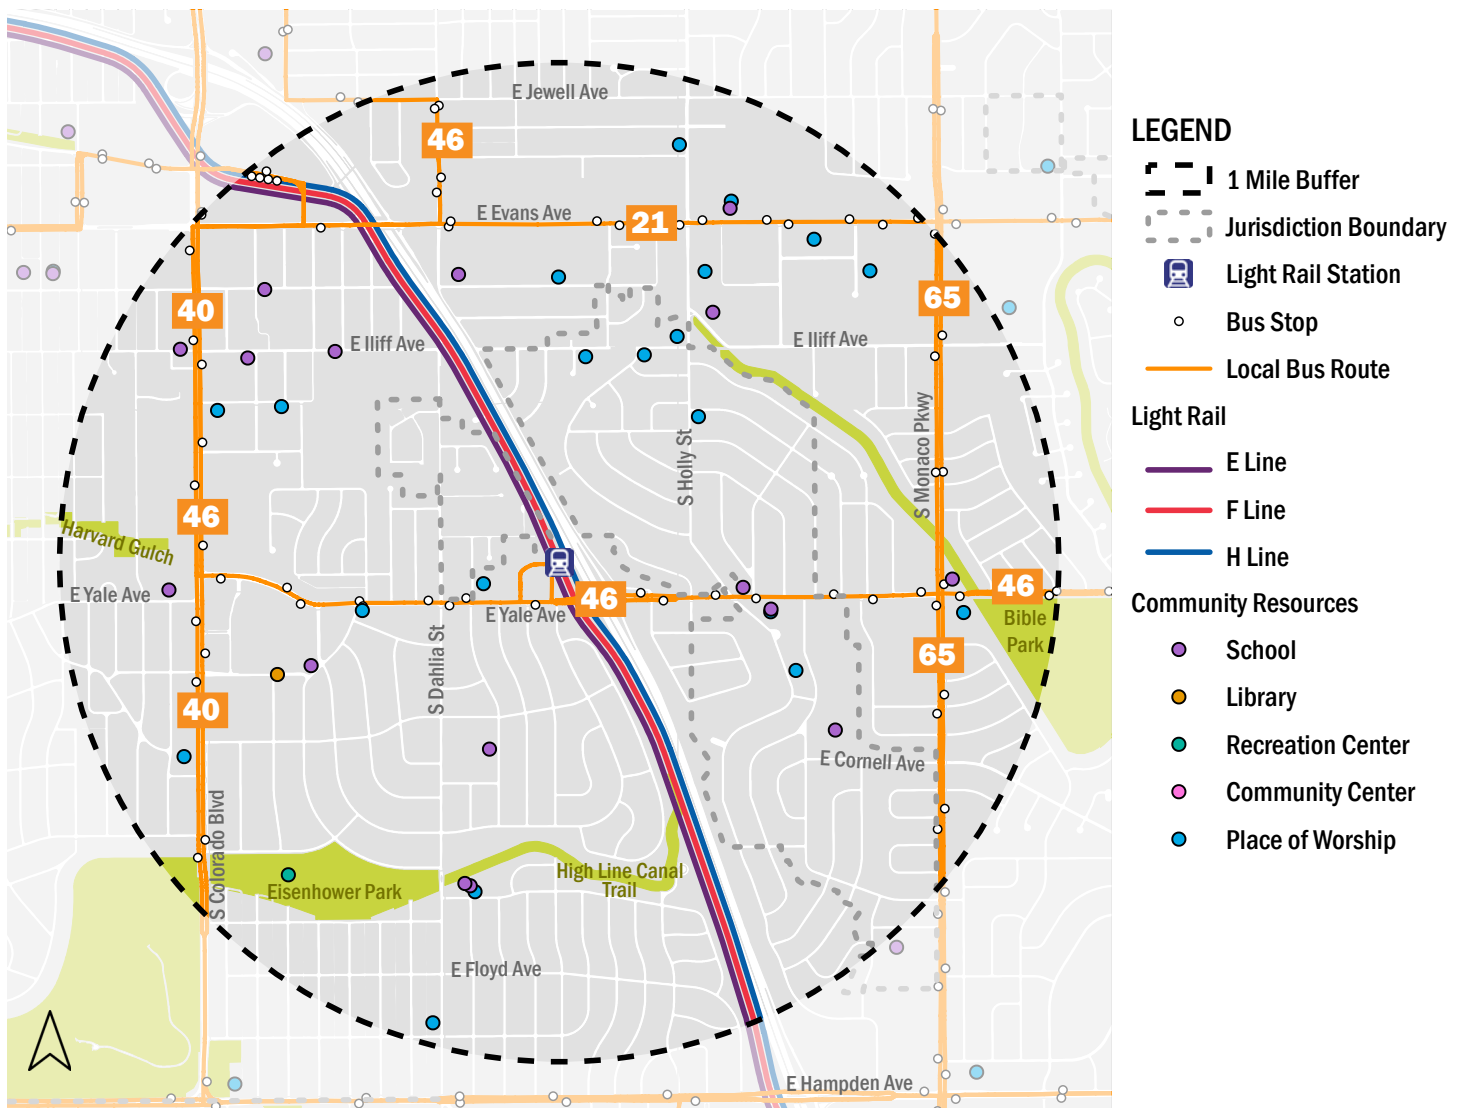 E Jewell Ave
46
E Evans Ave
21
40
65
E Iliff Ave
E Iliff Ave
S Monaco Pkwy
S Holly St
46
Harvard Gulch
E Yale Ave
46
46
E Yale Ave
Bible
Park
S Dahlia St
65
40
E Cornell Ave
S Colorado Blvd
High Line Canal
Trail
Eisenhower Park
E Floyd Ave
E Hampden Ave
LEGEND
1 Mile Buffer
Jurisdiction Boundary
Light Rail Station
Bus Stop
Local Bus Route
Light Rail
E Line
F Line
H Line
Community Resources
School
Library
Recreation Center
Community Center
Place of Worship